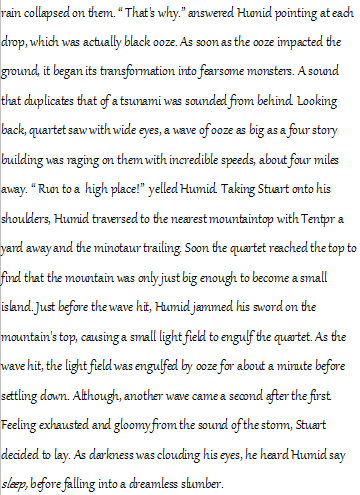 rain collapsed on them. “ That's why.” answered Humid pointing at each
drop, which was actually black ooze. As soon as the ooze impacted the
ground, it began its transformation into fearsome monsters. A sound
that duplicates that of a tsunami was sounded from behind. Looking
back, quartet saw with wide eyes, a wave of ooze as big as a four story
building was raging on them with incredible speeds, about four miles
away. “ Run to a high place!” yelled Humid. Taking Stuart onto his
shoulders, Humid traversed to the nearest mountaintop with Tentpr a
yard away and the minotaur trailing. Soon the quartet reached the top to
find that the mountain was only just big enough to become a small
island. Just before the wave hit, Humid jammed his sword on the
mountain's top, causing a small light field to engulf the quartet. As the
wave hit, the light field was engulfed by ooze for about a minute before
settling down. Although, another wave came a second after the first.
Feeling exhausted and gloomy from the sound of the storm, Stuart
decided to lay. As darkness was clouding his eyes, he heard Humid say
sleep, before falling into a dreamless slumber.